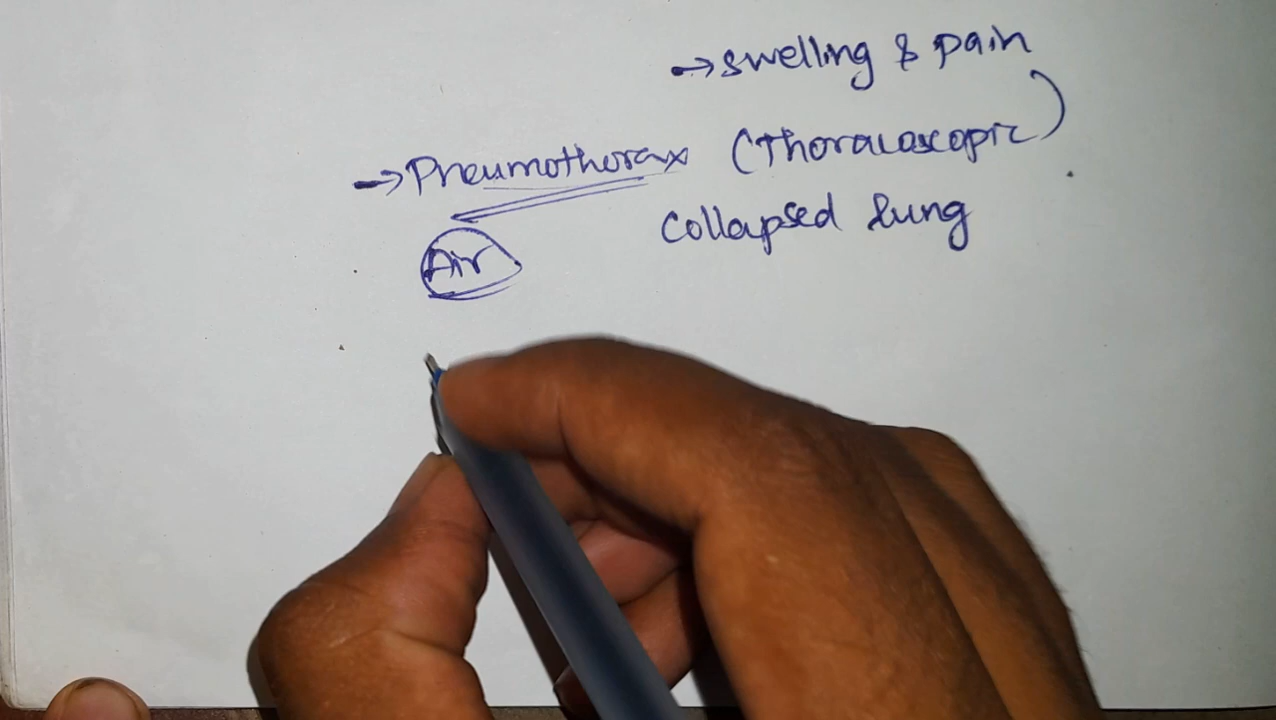 → swelling & pain
→ Pneumothorax (Thoracoscopic)
collapsed lung
Air